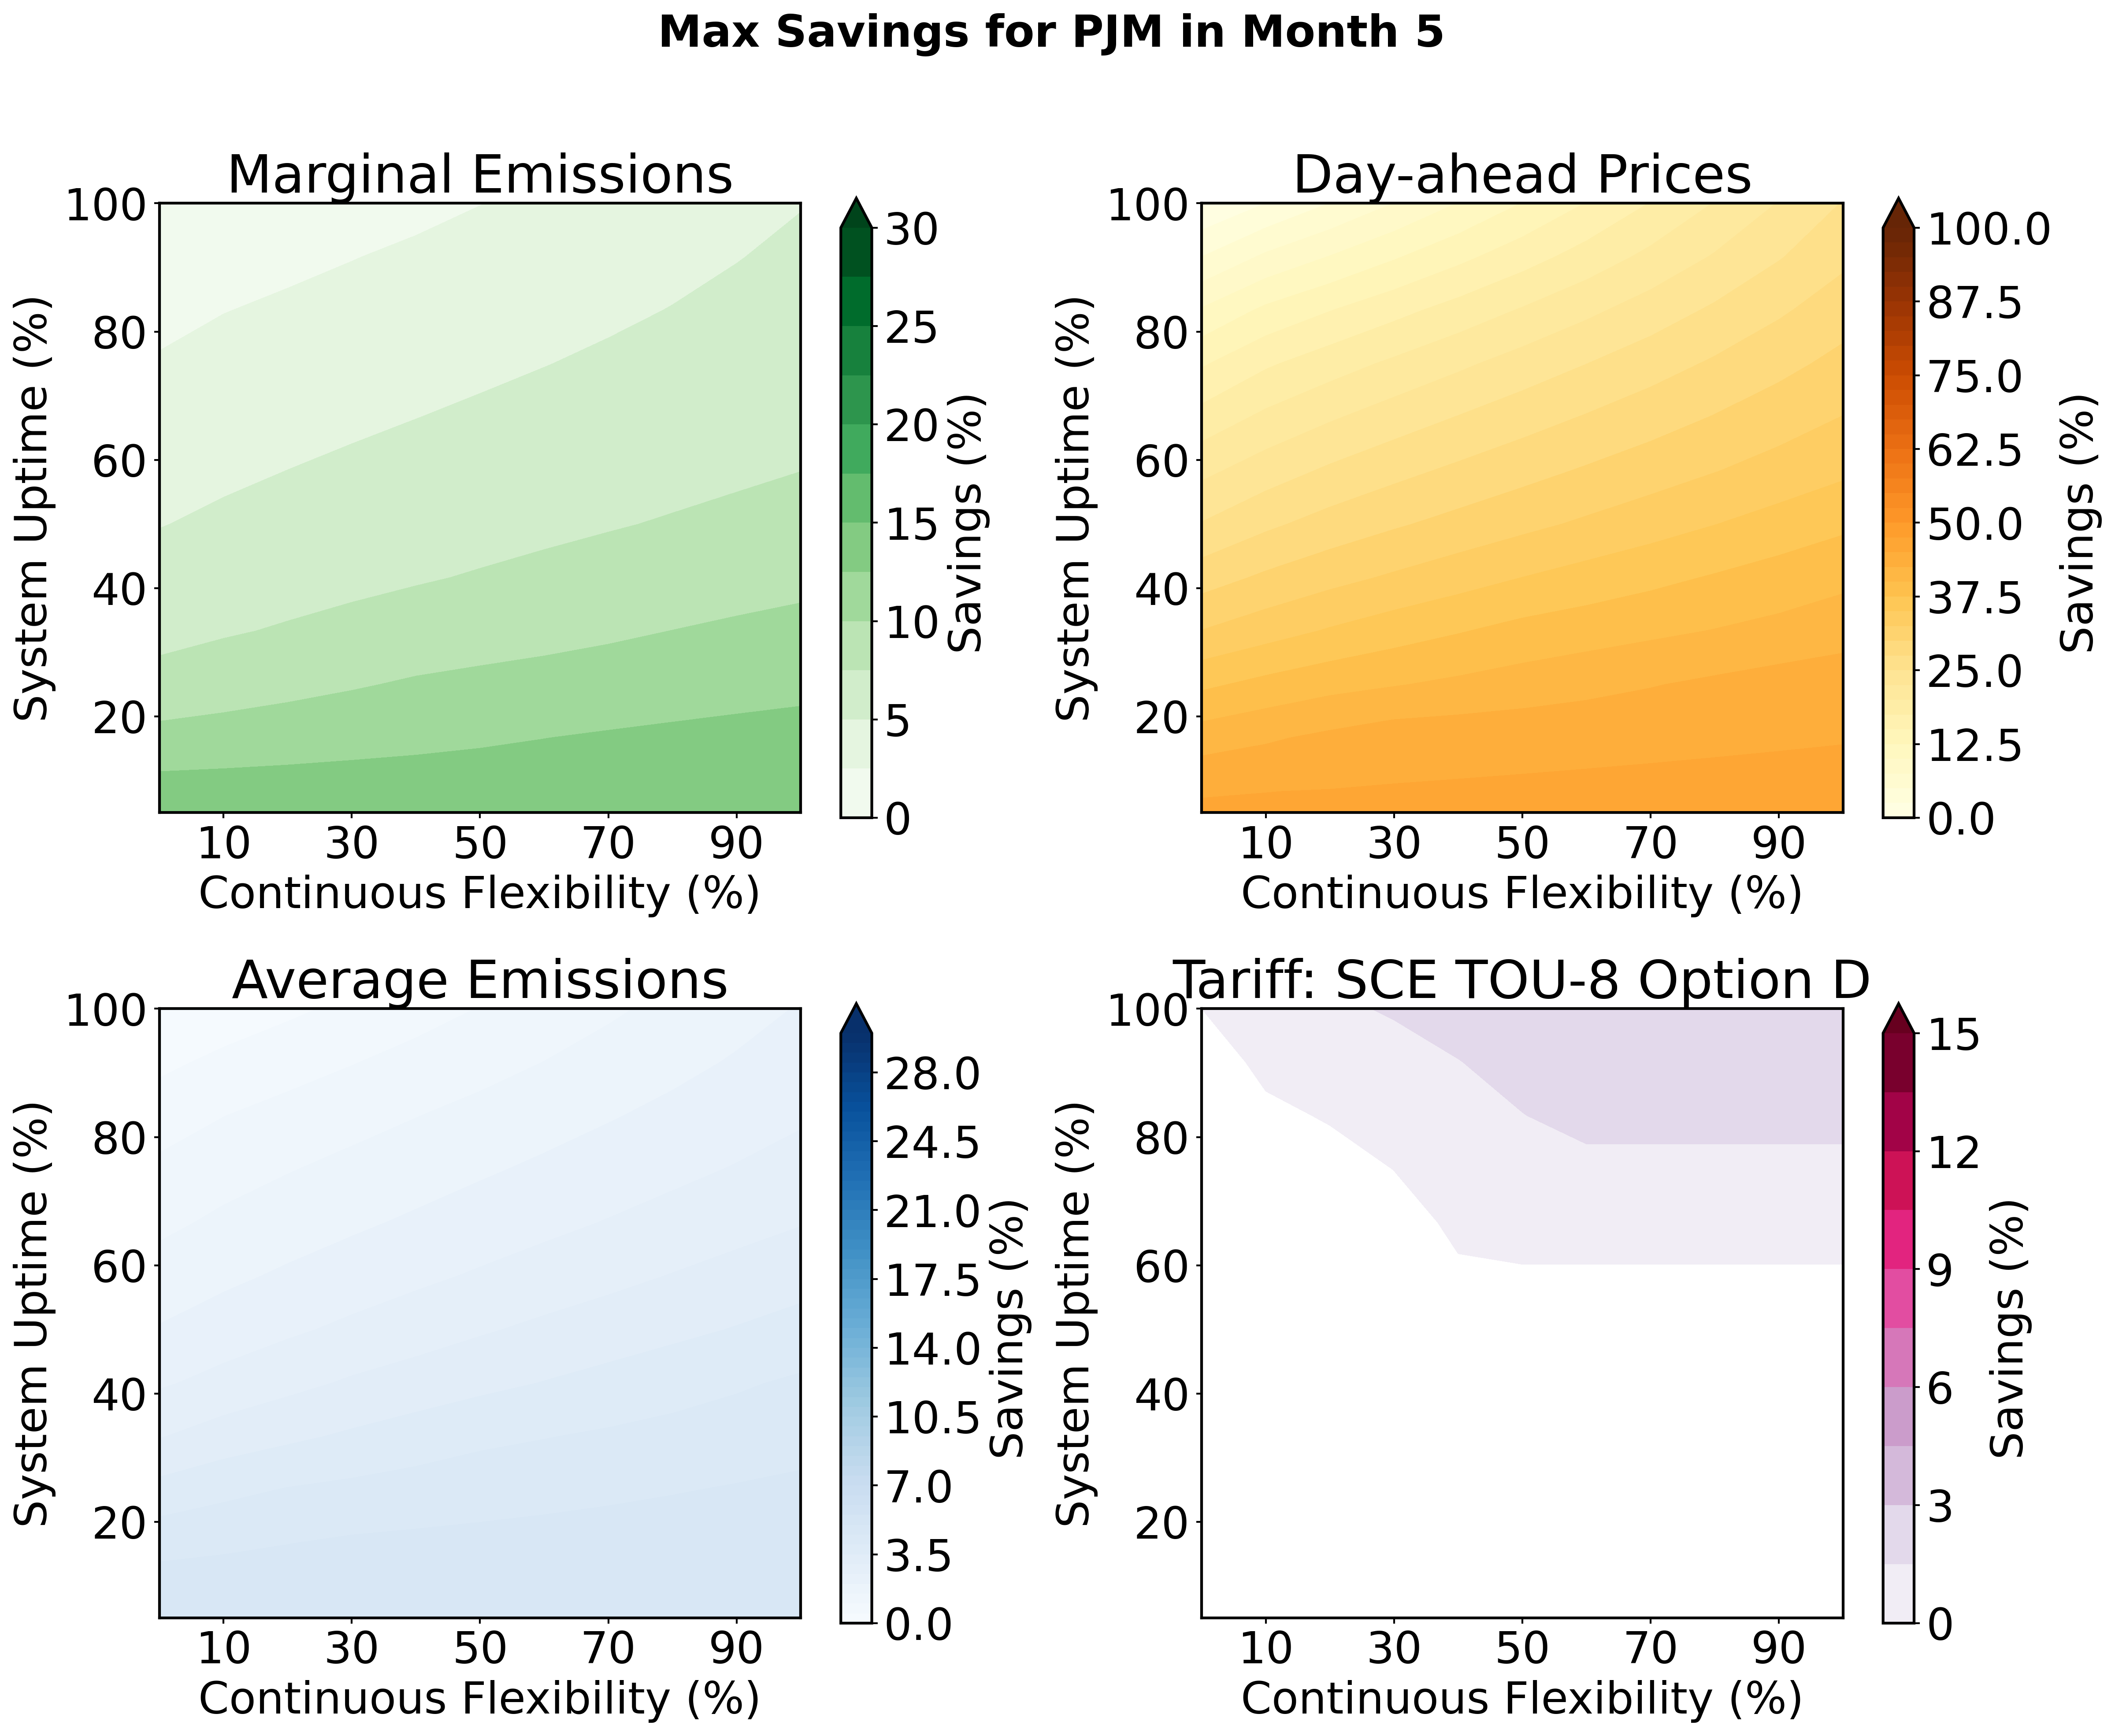 Max Savings for PJM in Month 5
Marginal Emissions
100
80
60
40
20
System Uptime (%)
10 30 50 70 90
Continuous Flexibility (%)
30
25
20
15
10
5
0
Savings (%)
Day-ahead Prices
100
80
60
40
20
System Uptime (%)
10 30 50 70 90
Continuous Flexibility (%)
100.0
87.5
75.0
62.5
50.0
37.5
25.0
12.5
0.0
Savings (%)
Average Emissions
100
80
60
40
20
System Uptime (%)
10 30 50 70 90
Continuous Flexibility (%)
28.0
24.5
21.0
17.5
14.0
10.5
7.0
3.5
0.0
Savings (%)
Tariff: SCE TOU-8 Option D
100
80
60
40
20
System Uptime (%)
10 30 50 70 90
Continuous Flexibility (%)
15
12
9
6
3
0
Savings (%)